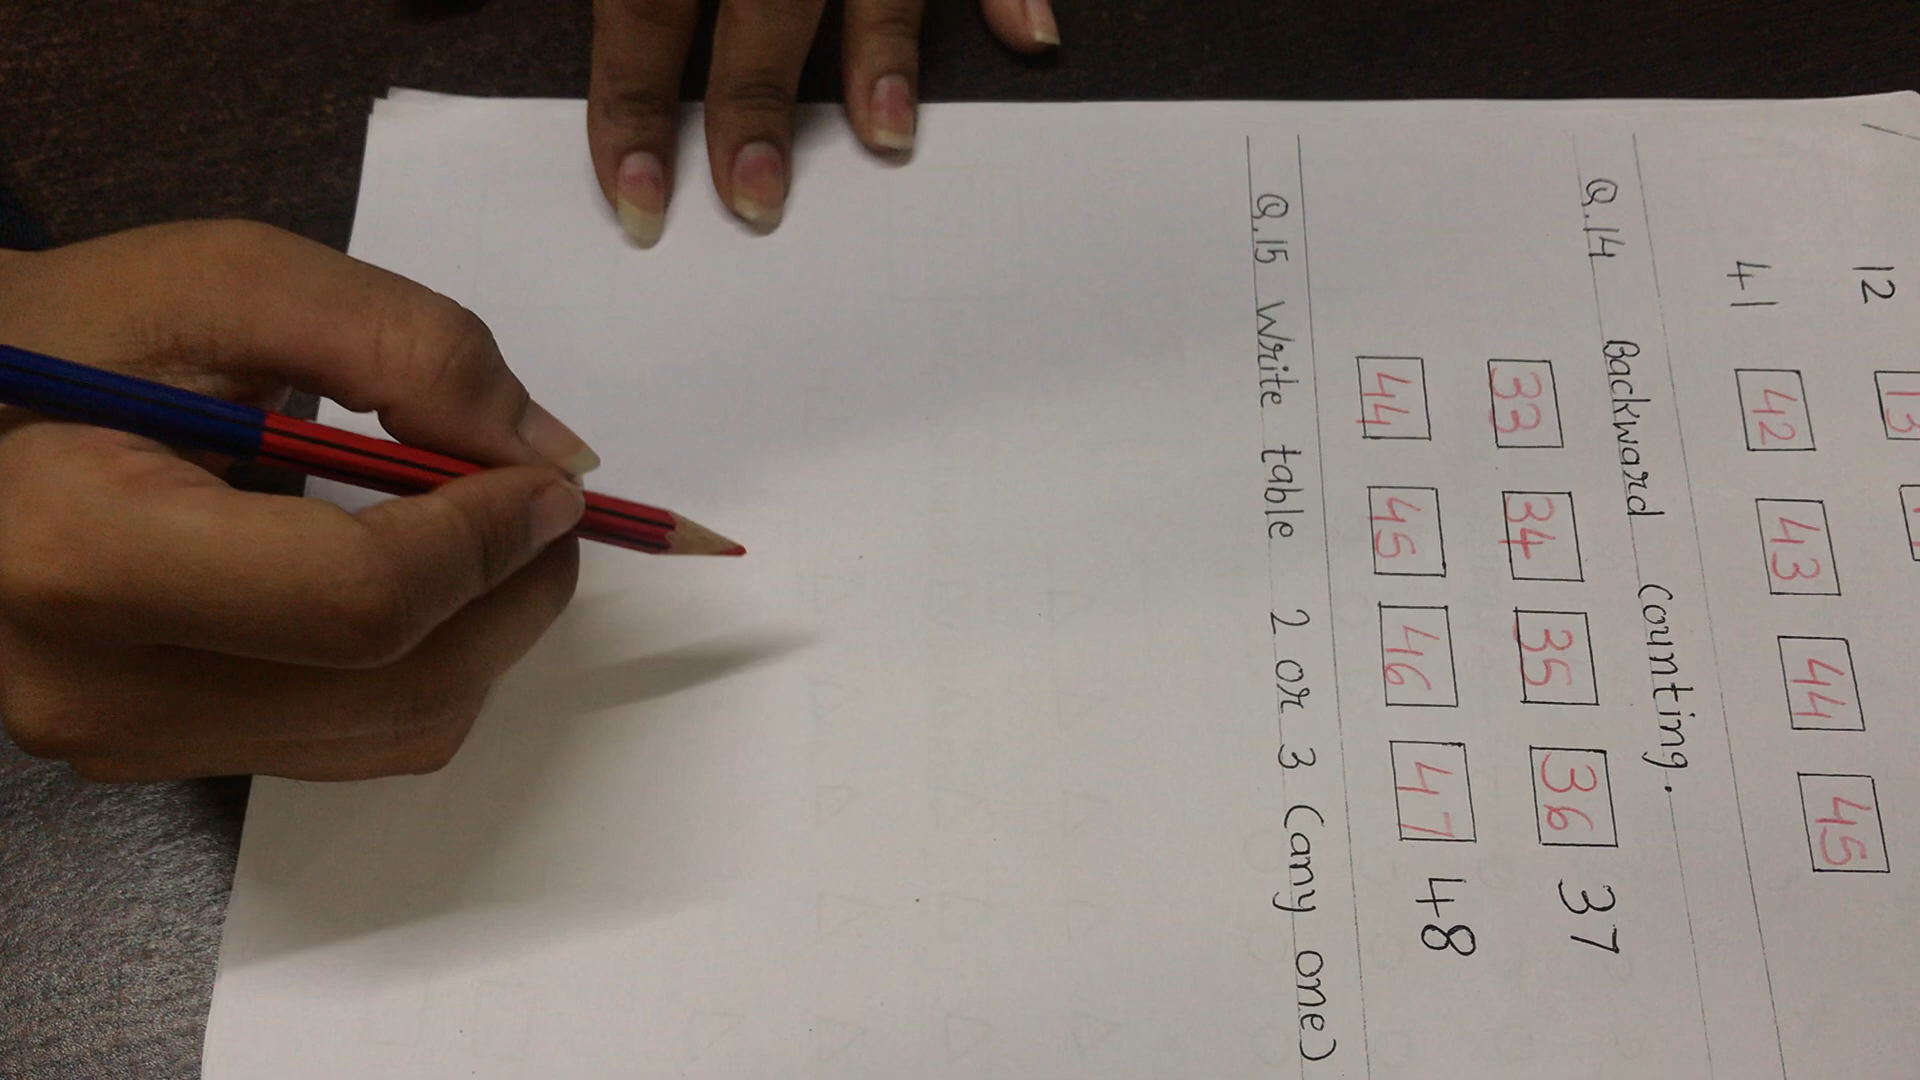 12 13
41 42 43 44 45
Q.14 Backward Counting.
33 34 35 36 37
44 45 46 47 48
Q.15 Write table 2 or 3 (any one)